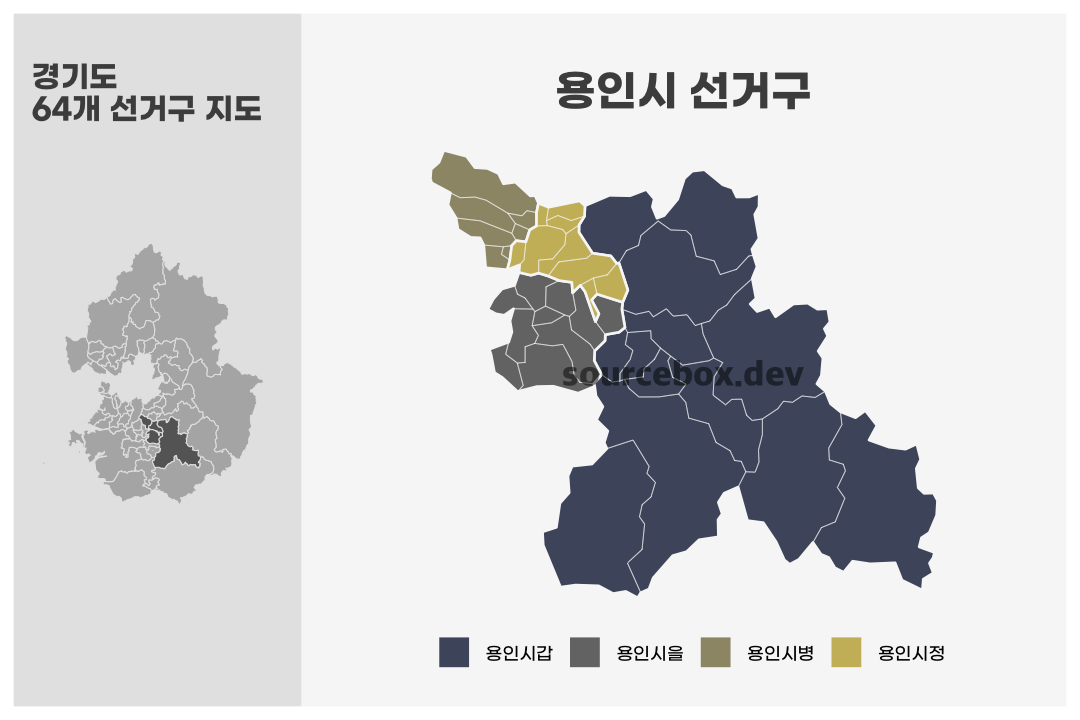 경기도
64개 선거구 지도
용인시 선거구
sourcebox.dev
용인시갑
용인시을
용인시병
용인시정